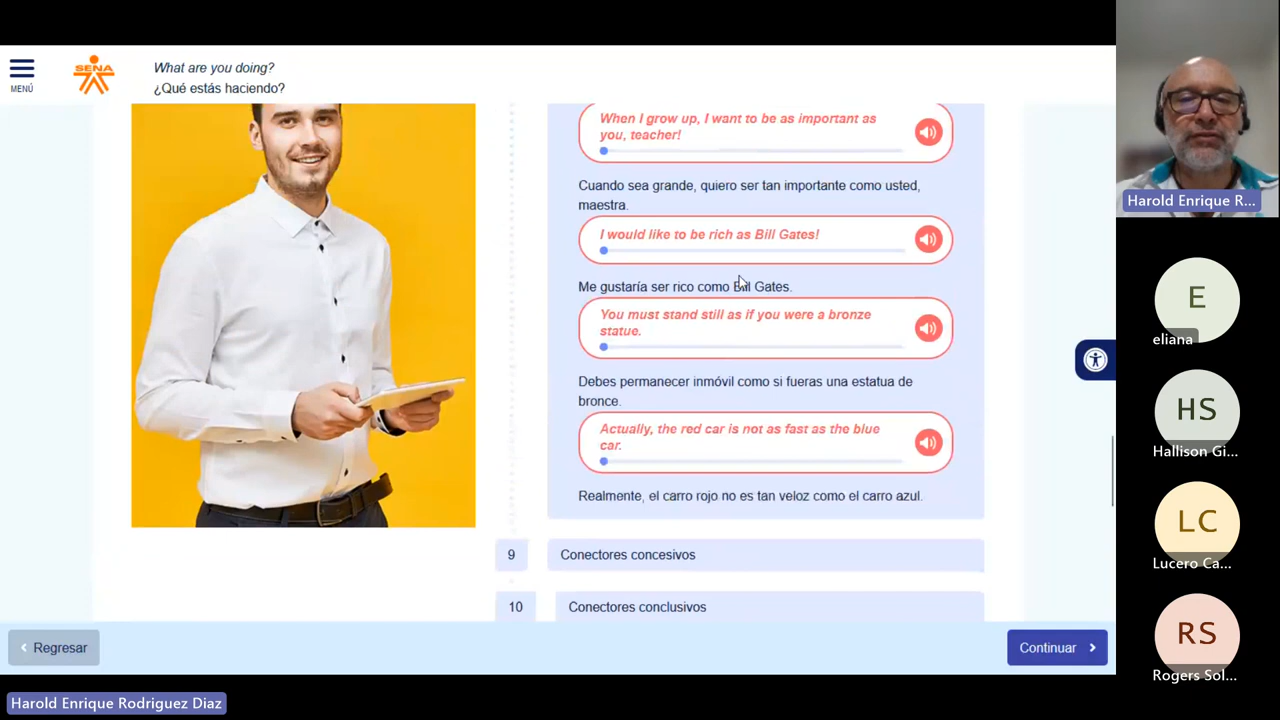 MENÚ
SENA
What are you doing?
¿Qué estás haciendo?
When I grow up, I want to be as important as
you, teacher!
Cuando sea grande, quiero ser tan importante como usted,
maestra.
I would like to be rich as Bill Gates!
Me gustaría ser rico como Bill Gates.
You must stand still as if you were a bronze
statue.
Debes permanecer inmóvil como si fueras una estatua de
bronce.
Actually, the red car is not as fast as the blue
car.
Realmente, el carro rojo no es tan veloz como el carro azul.
9 Conectores concesivos
10 Conectores conclusivos
Regresar
Continuar
Harold Enrique Rodriguez Diaz
Harold Enrique R...
E
eliana
HS
Hallison Gi...
LC
Lucero Ca...
RS
Rogers Sol...